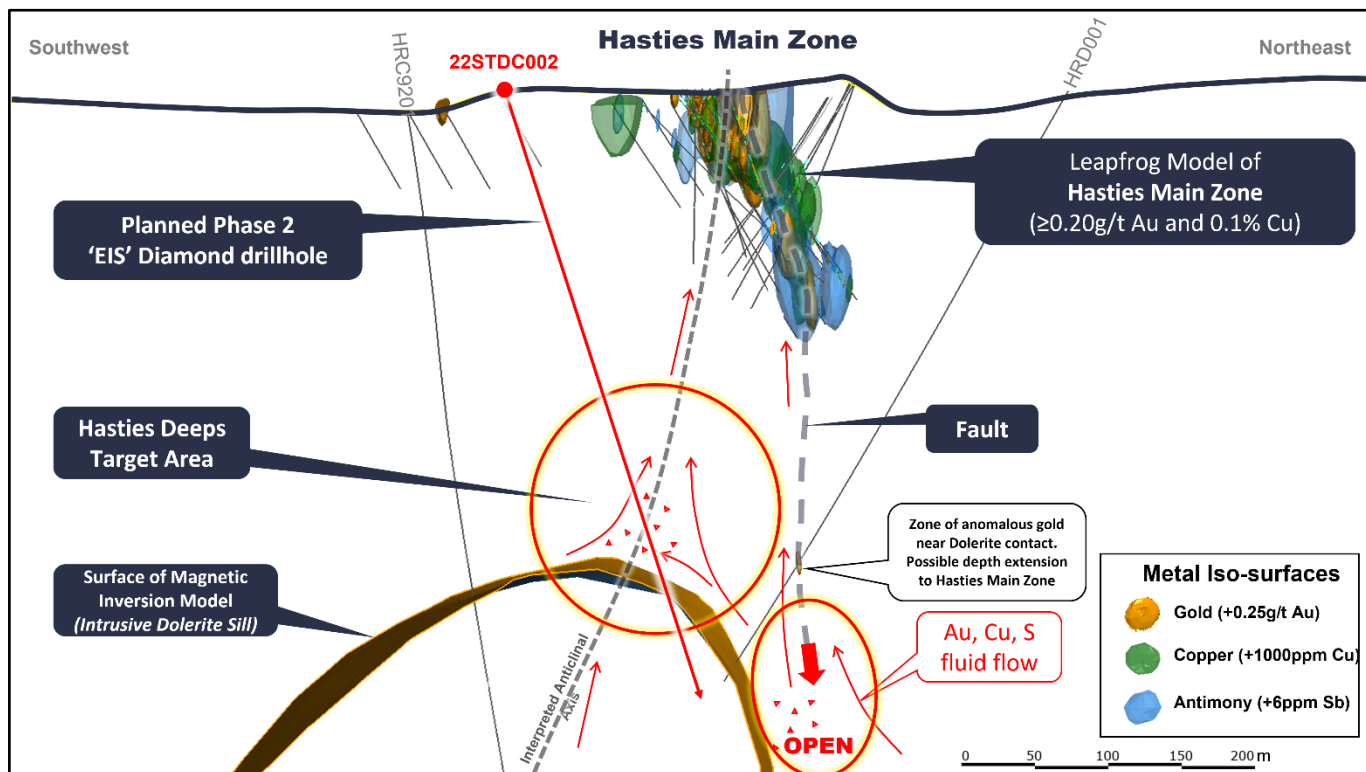 Hasties Main Zone
Southwest
Northeast
HRC920
22STDC002
HRD001
Planned Phase 2
‘EIS’ Diamond drillhole
Leapfrog Model of
Hasties Main Zone
(≥0.20g/t Au and 0.1% Cu)
Hasties Deeps
Target Area
Fault
Zone of anomalous gold
near Dolerite contact.
Possible depth extension
to Hasties Main Zone
Surface of Magnetic
Inversion Model
(Intrusive Dolerite Sill)
Au, Cu, S
fluid flow
Interpreted Anticlinal
Axis
OPEN
Metal Iso-surfaces
Gold (+0.25g/t Au)
Copper (+1000ppm Cu)
Antimony (+6ppm Sb)
0 50 100 150 200 m